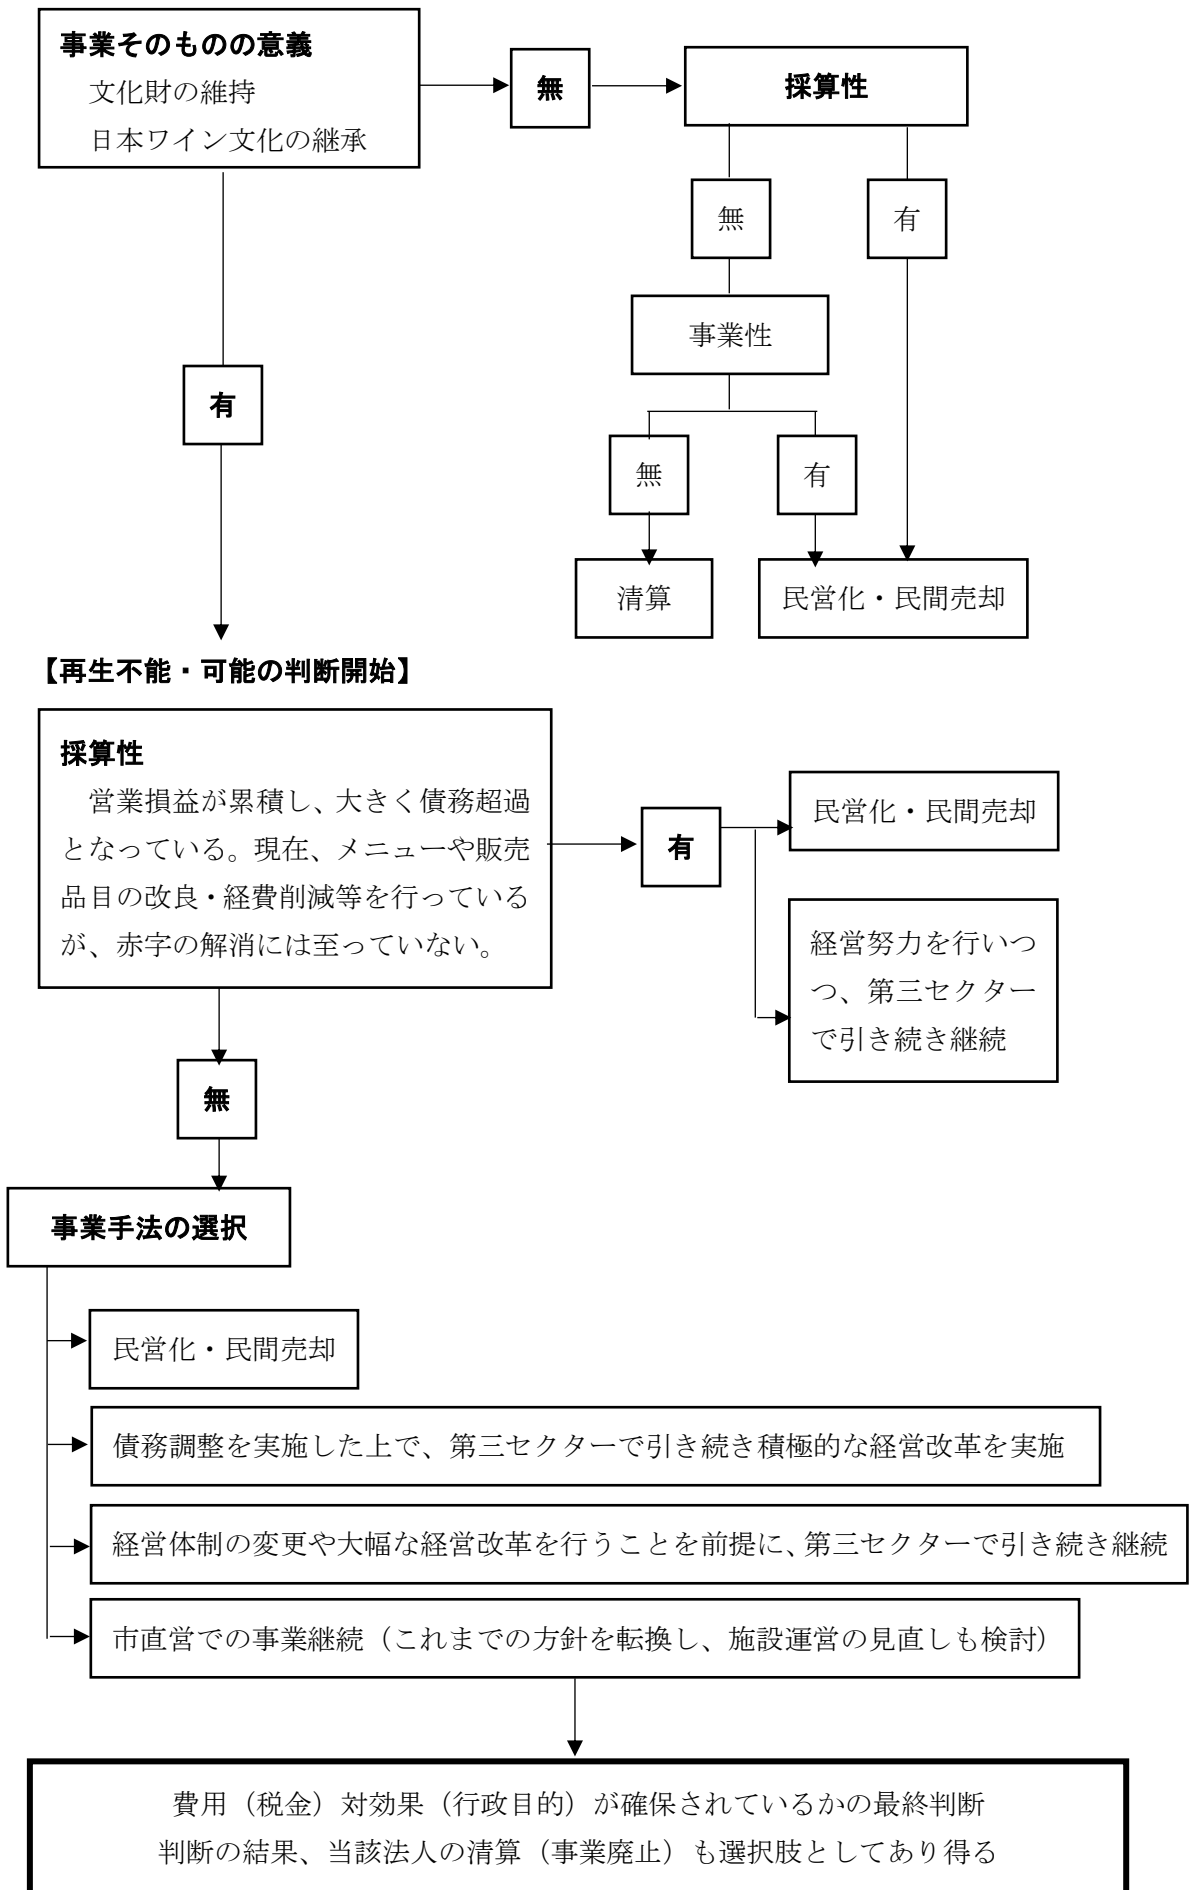 事業そのものの意義
文化財の維持
日本ワイン文化の継承
無
採算性
無
有
事業性
有
無
有
清算
民営化・民間売却
【再生不能・可能の判断開始】
採算性
営業損益が累積し、大きく債務超過
となっている。現在、メニューや販売
品目の改良・経費削減等を行っている
が、赤字の解消には至っていない。
有
民営化・民間売却
経営努力を行いつ
つ、第三セクター
で引き続き継続
無
事業手法の選択
民営化・民間売却
債務調整を実施した上で、第三セクターで引き続き積極的な経営改革を実施
経営体制の変更や大幅な経営改革を行うことを前提に、第三セクターで引き続き継続
市直営での事業継続（これまでの方針を転換し、施設運営の見直しも検討）
費用（税金）対効果（行政目的）が確保されているかの最終判断
判断の結果、当該法人の清算（事業廃止）も選択肢としてあり得る